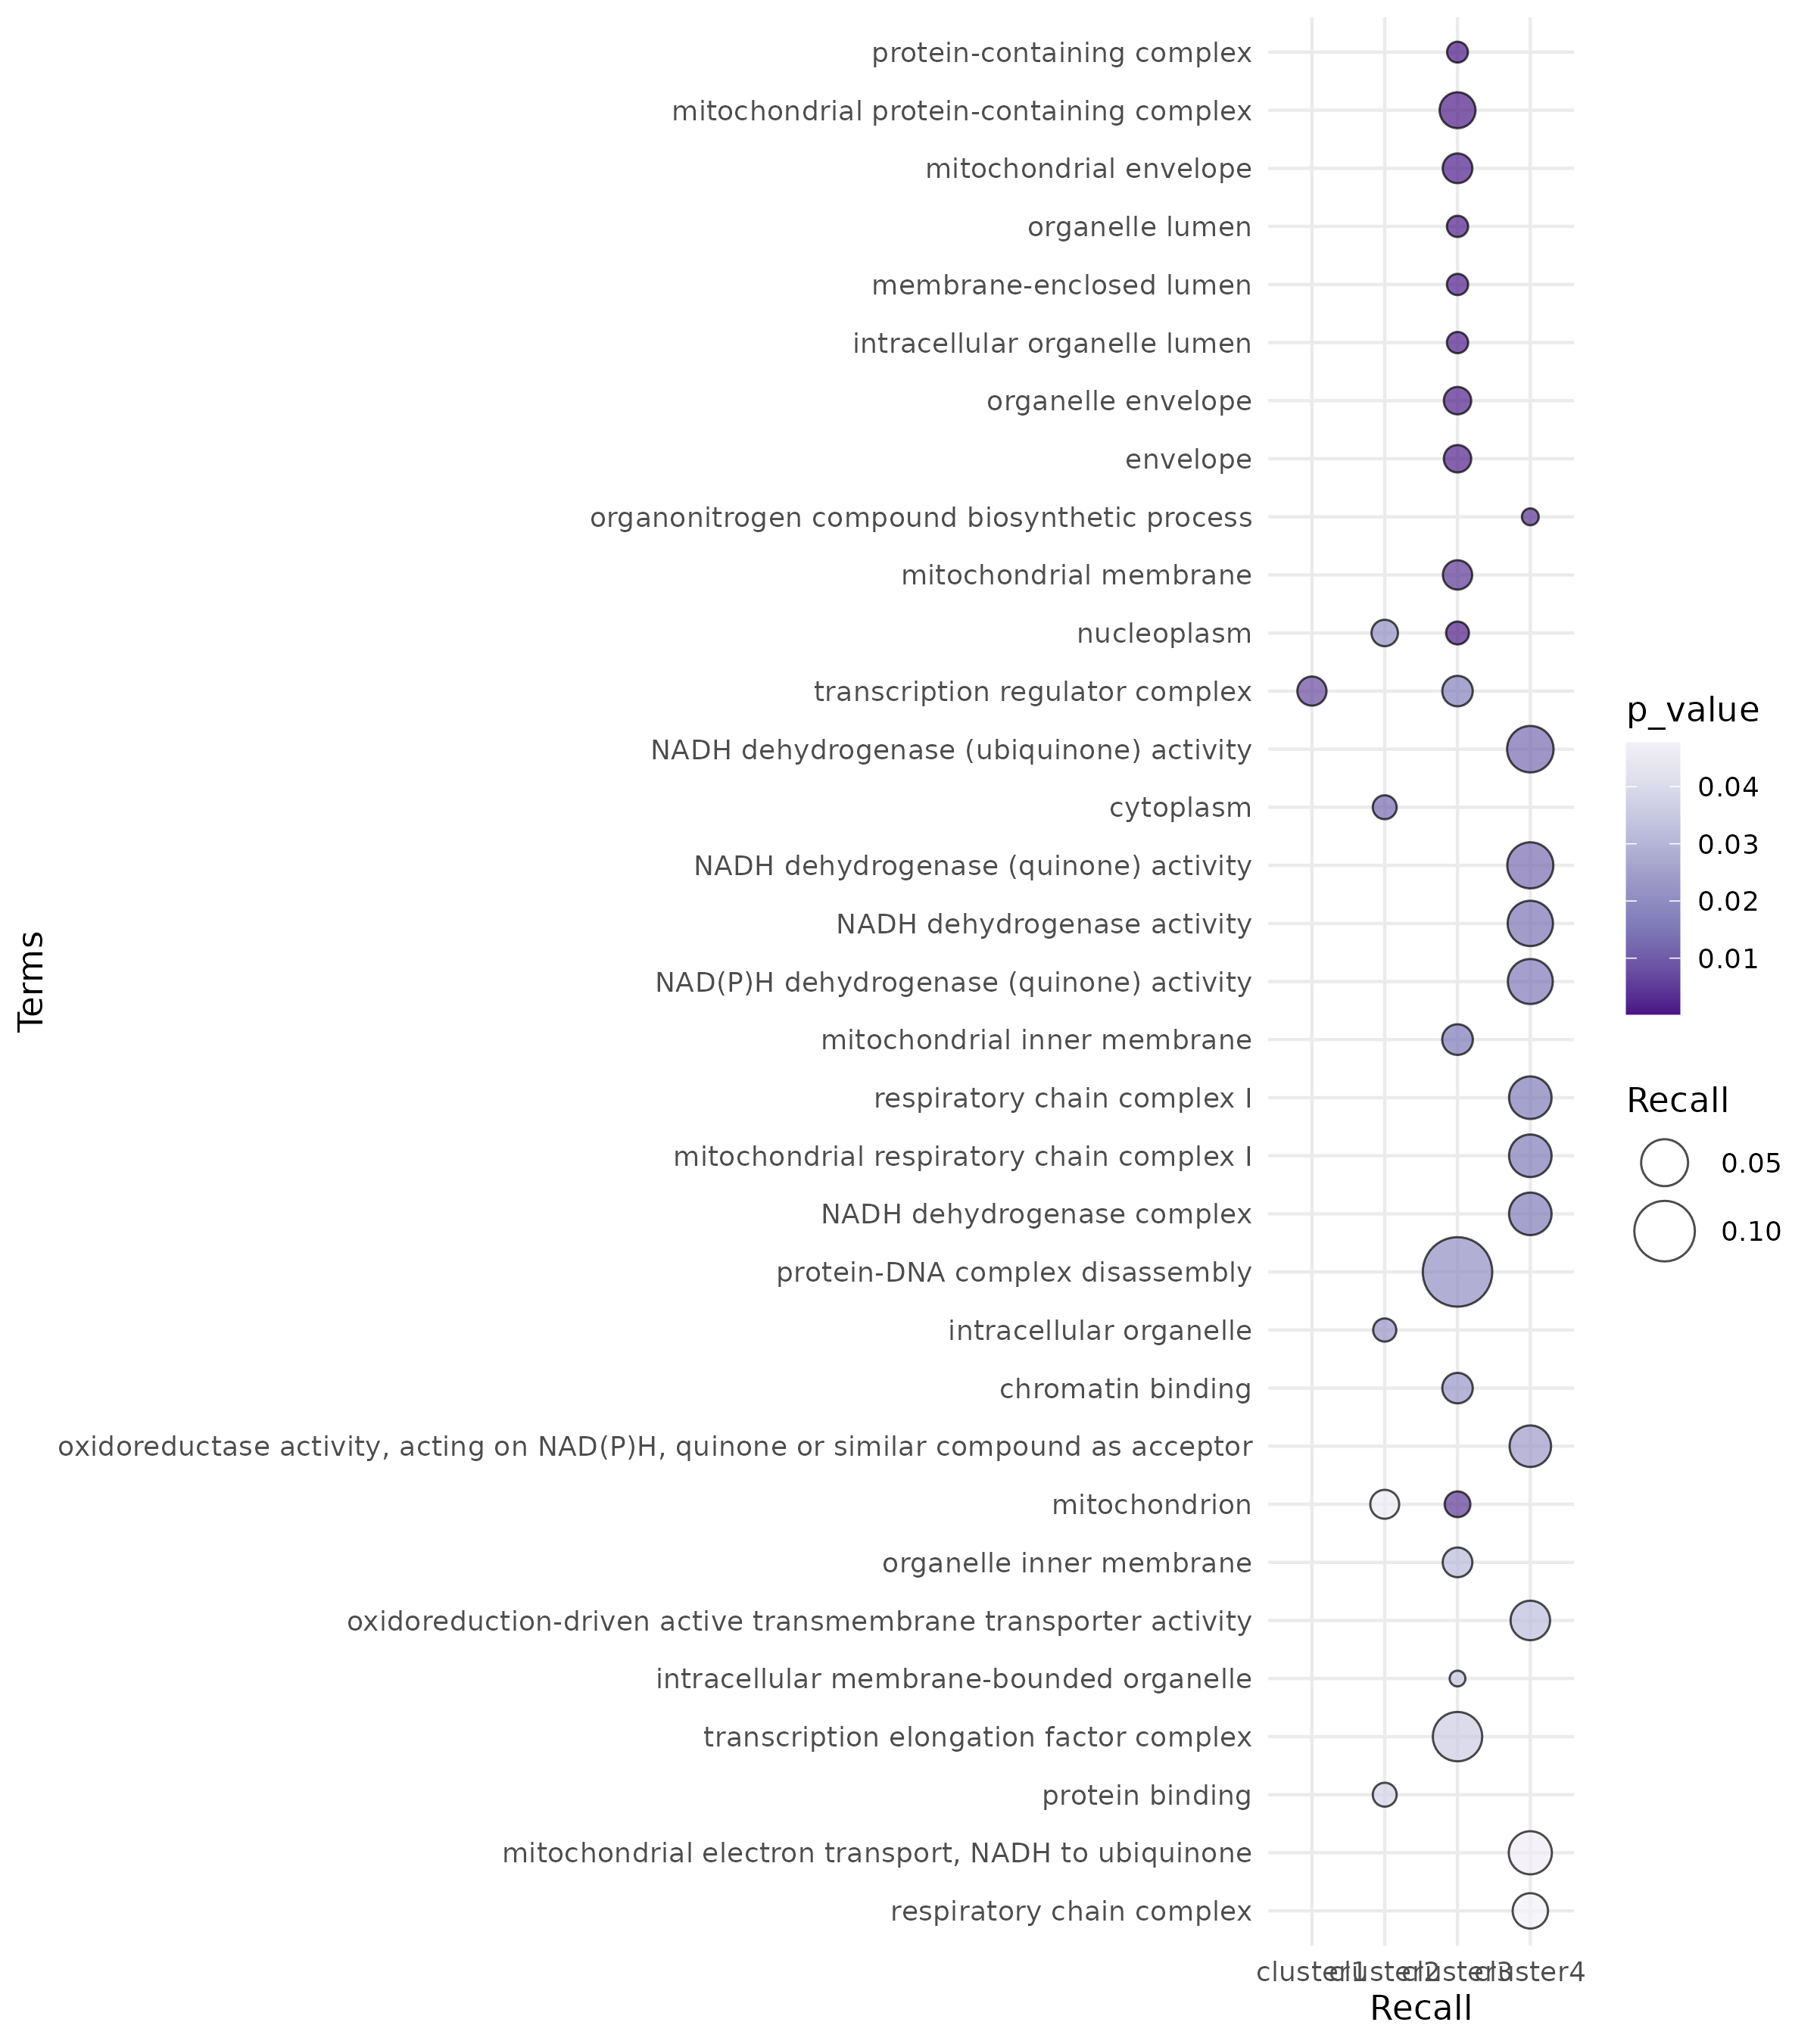 protein-containing complex
mitochondrial protein-containing complex
mitochondrial envelope
organelle lumen
membrane-enclosed lumen
intracellular organelle lumen
organelle envelope
envelope
organonitrogen compound biosynthetic process
mitochondrial membrane
nucleoplasm
transcription regulator complex
NADH dehydrogenase (ubiquinone) activity
cytoplasm
NADH dehydrogenase (quinone) activity
NADH dehydrogenase activity
NAD(P)H dehydrogenase (quinone) activity
mitochondrial inner membrane
respiratory chain complex I
mitochondrial respiratory chain complex I
NADH dehydrogenase complex
protein-DNA complex disassembly
intracellular organelle
chromatin binding
oxidoreductase activity, acting on NAD(P)H, quinone or similar compound as acceptor
mitochondrion
organelle inner membrane
oxidoreduction-driven active transmembrane transporter activity
intracellular membrane-bounded organelle
transcription elongation factor complex
protein binding
mitochondrial electron transport, NADH to ubiquinone
respiratory chain complex
Terms
cluster1 cluster2 cluster3 cluster4
Recall
p_value
0.04
0.03
0.02
0.01
Recall
0.05
0.10